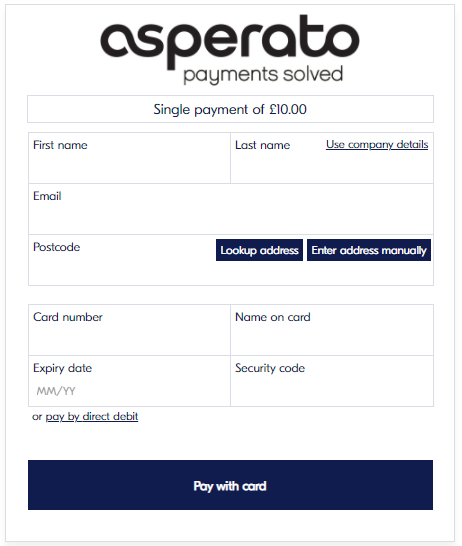 asperato
payments solved
Single payment of £10.00
First name
Last name
Use company details
Email
Postcode
Lookup address
Enter address manually
Card number
Name on card
Expiry date
Security code
MM/YY
or pay by direct debit
Pay with card